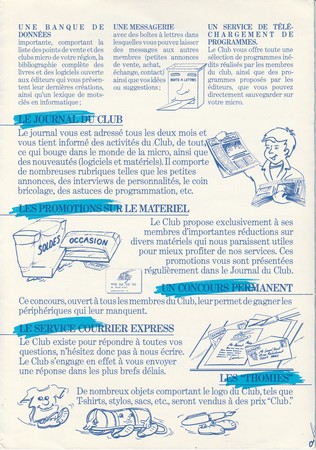 UNE BANQUE DE
DONNÉES
importante, comportant la
liste des points de vente et des
clubs micro de votre région, la
bibliographie complète des
livres et des logiciels ouverte
aux éditeurs qui vous présen-
tent leur dernières créations,
ainsi qu'un lexique de mots-
clés en informatique ;
UNE MESSAGERIE
avec des boîtes à lettres dans
lesquelles vous pouvez laisser
des messages aux autres
membres (petites annonces
de vente, achat,
échange, contact)
ainsi que vos idées
ou suggestions ;
BOITE A LETTRES
UN SERVICE DE TÉLÉ-
CHARGEMENT DE
PROGRAMMES.
Le Club vous offre toute une
sélection de programmes iné-
dits réalisés par les membres
du Club, ainsi que des pro-
grammes proposés par les
éditeurs, que vous pouvez
directement sauvegarder sur
votre micro.
LE JOURNAL DU CLUB
Le journal vous est adressé tous les deux mois et
vous tient informé des activités du Club, de tout
ce qui bouge dans le monde de la micro, ainsi que
des nouveautés (logiciels et matériels). Il comporte
de nombreuses rubriques telles que les petites
annonces, des interviews de personnalités, le coin
bricolage, des astuces de programmation, etc.
LES PROMOTIONS SUR LE MATERIEL
SOLDES
OCCASION
Le Club propose exclusivement à ses
membres d'importantes réductions sur
divers matériels qui nous paraissent utiles
pour mieux profiter de nos services. Ces
promotions vous sont présentées
régulièrement dans le Journal du Club.
UN CONCOURS PERMANENT
Ce concours, ouvert à tous les membres du Club, leur permet de gagner les
périphériques qui leur manquent.
LE SERVICE COURRIER EXPRESS
Le Club existe pour répondre à toutes vos
questions, n'hésitez donc pas à nous écrire.
Le Club s'engage en effet à vous envoyer
une réponse dans les plus brefs délais.
LES "THOMIES"
De nombreux objets comportant le logo du Club, tels que
T-shirts, stylos, sacs, etc., seront vendus à des prix "Club."